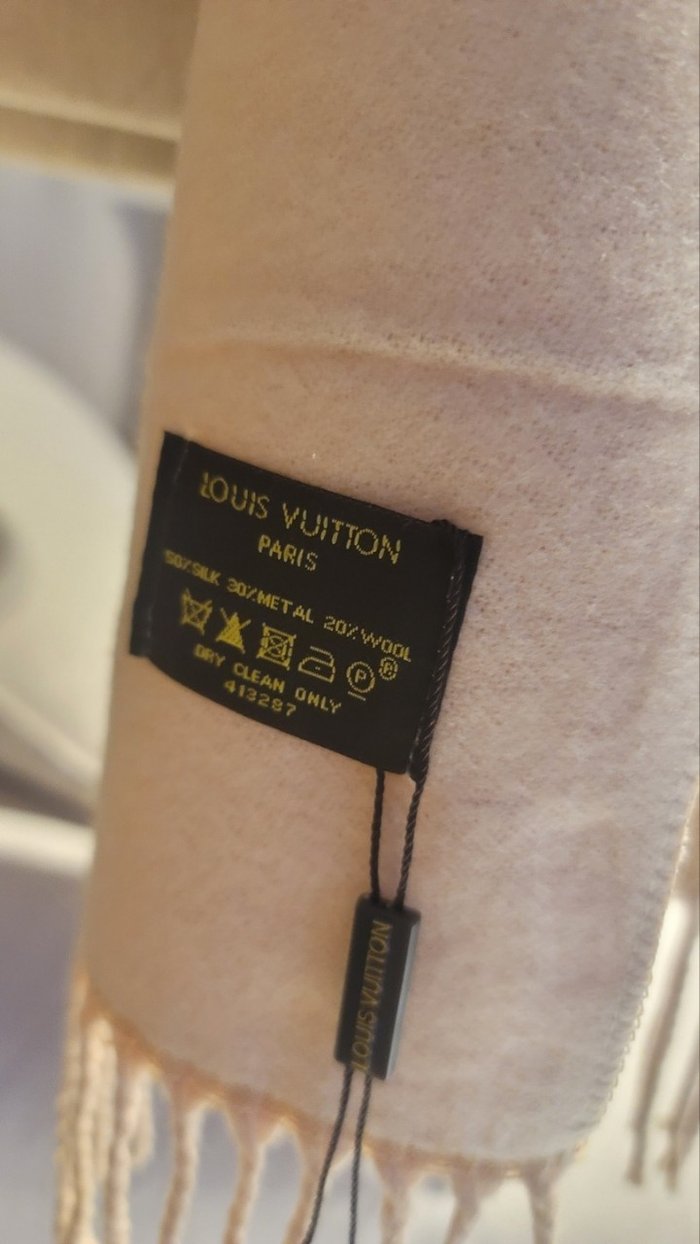 LOUIS VUITTON
PARIS
50%SILK 30%METAL 20%WOOL
P
®
DRY CLEAN ONLY
413287
LOUIS VUITTON